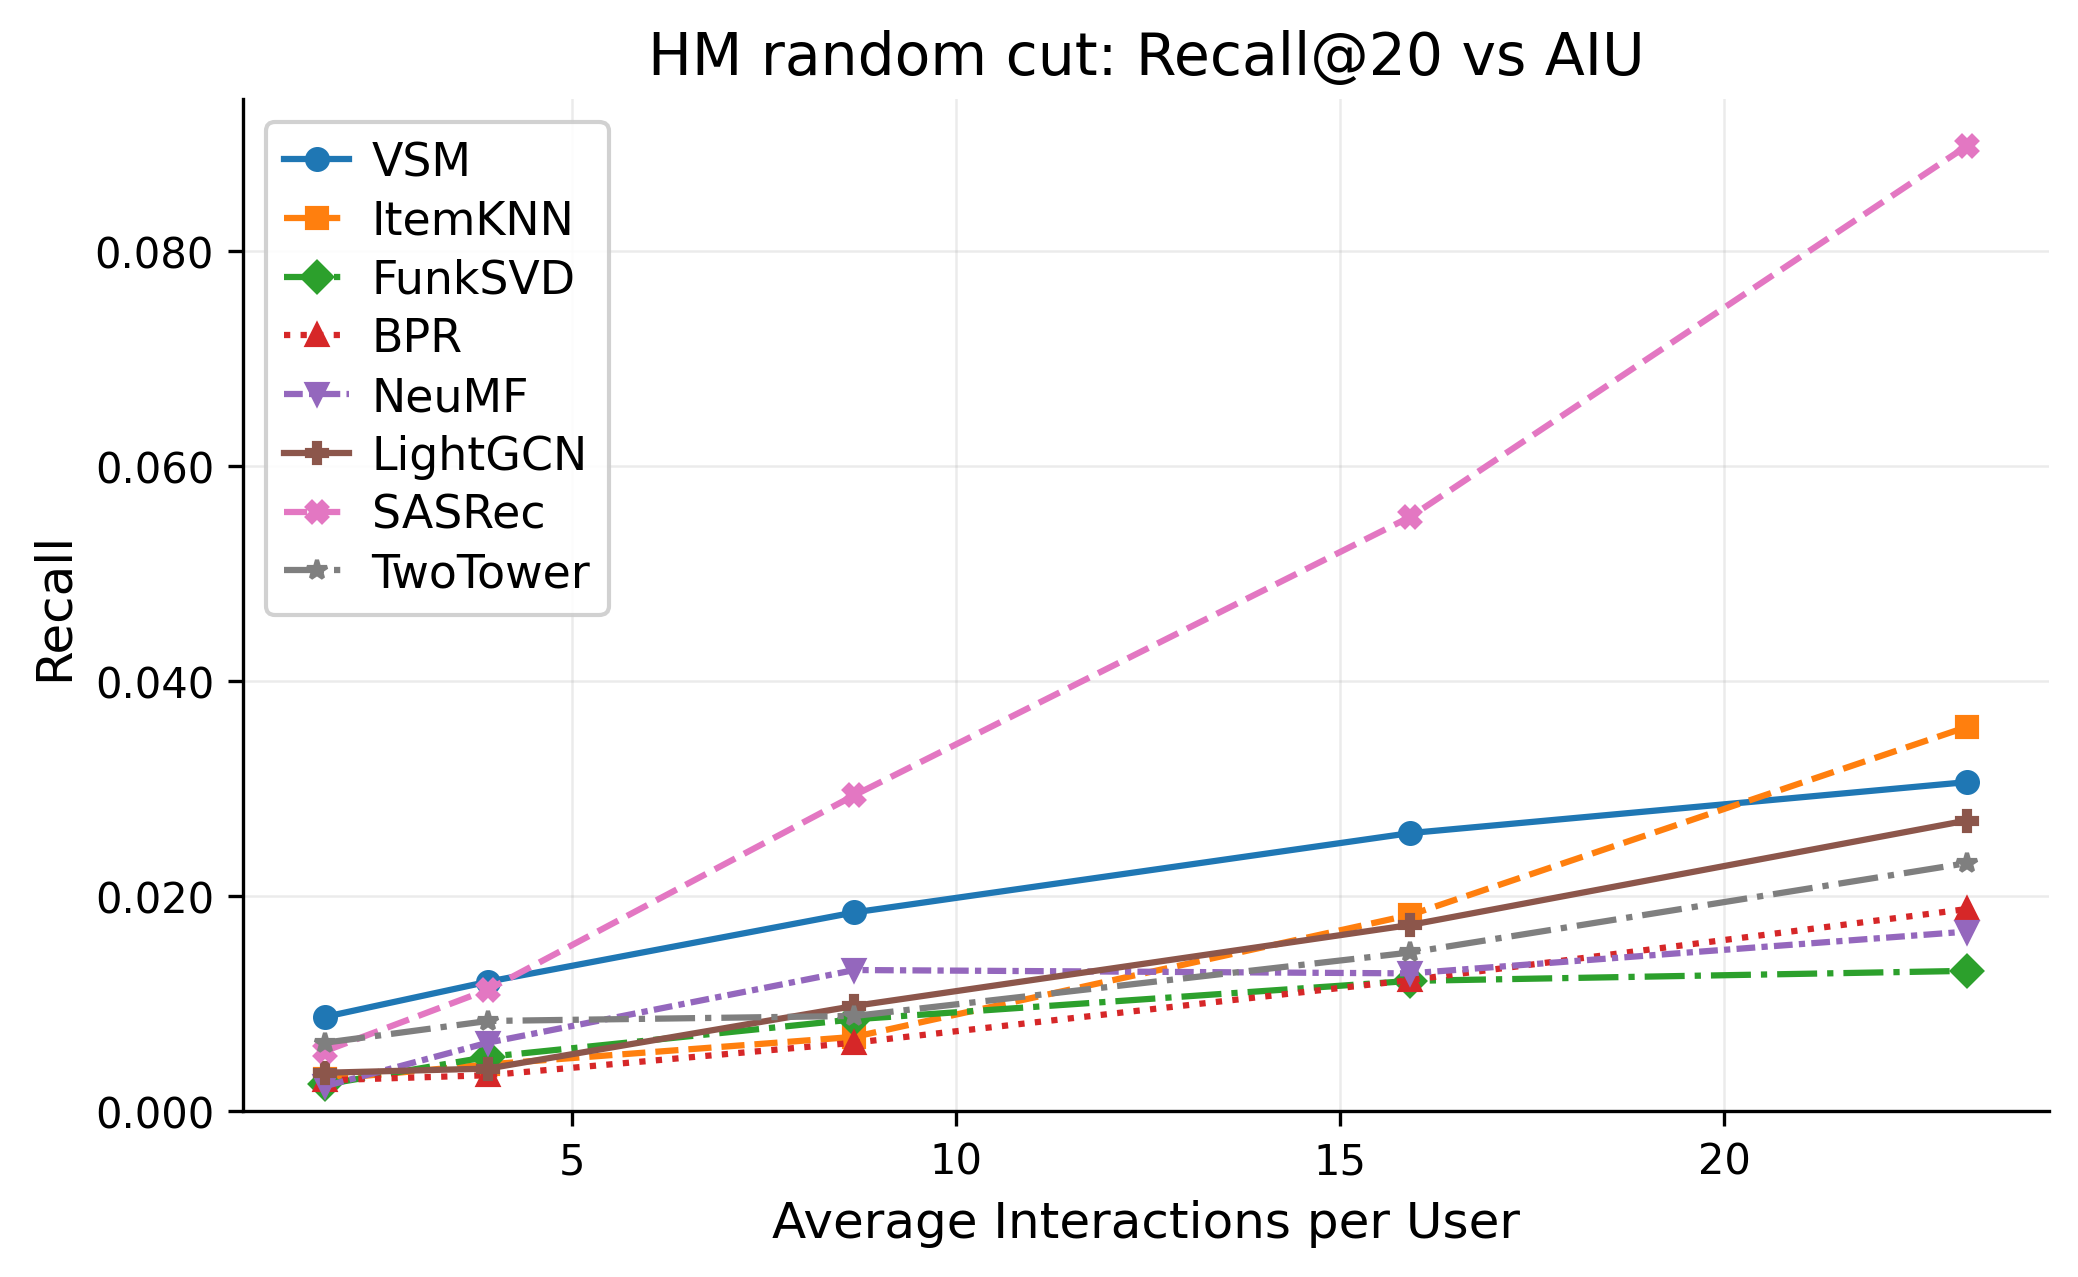 HM random cut: Recall@20 vs AIU
VSM
ItemKNN
FunkSVD
BPR
NeuMF
LightGCN
SASRec
TwoTower
Recall
0.080
0.060
0.040
0.020
0.000
5
10
15
20
Average Interactions per User